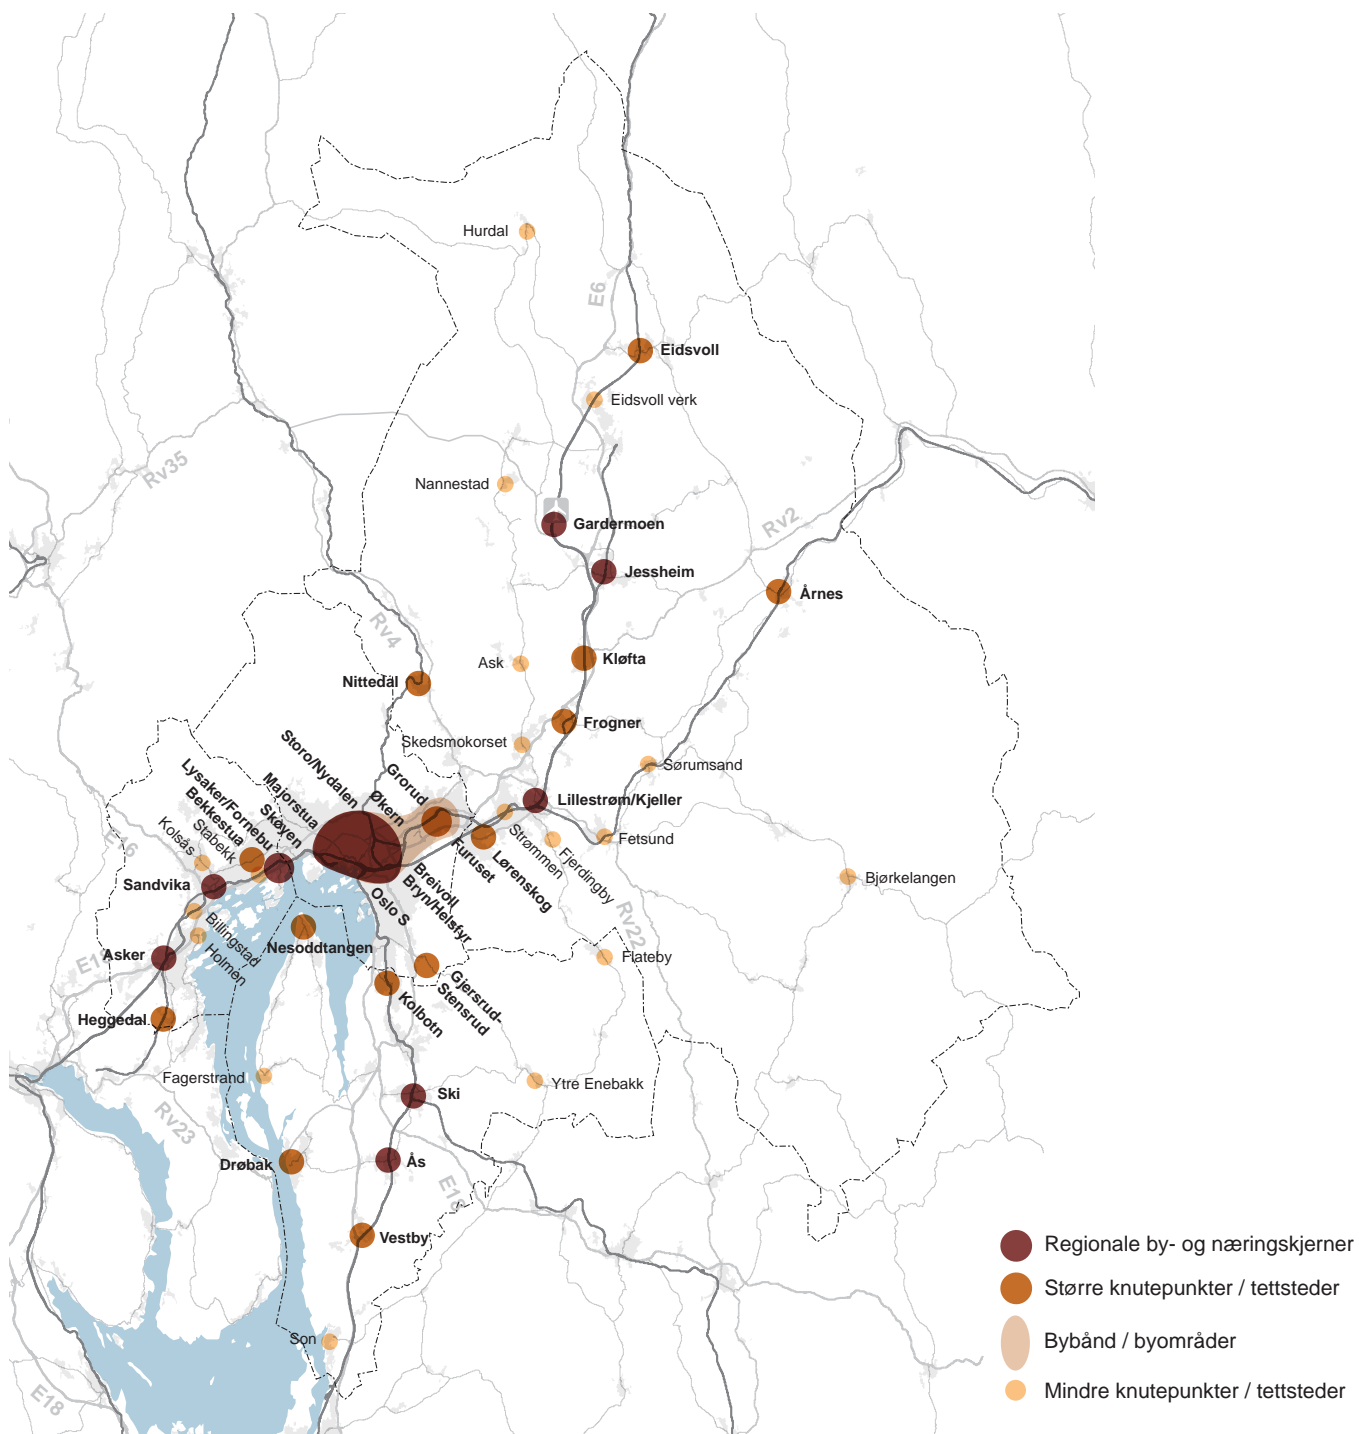 Hurdal
E6
Eidsvoll
Eidsvoll verk
Rv35
Nannestad
Gardermoen
Rv2
Jessheim
Årnes
Rv4
Ask
Kløfta
Nittedal
Frogner
Skedsmokorset
Sørumsand
Storo/Nydalen
Grorud
Lysaker/Fornebu
Majorstua
Økern
Bekkestua
Skøyen
Lillestrøm/Kjeller
E16
Kolsås
Stabekk
Furuset
Strømmen
Fetsund
Lørenskog
Fjerdingby
Sandvika
Breivoll
Bryn/Helsfyr
Oslo S
Bjørkelangen
Billingstad
Holmen
Rv22
Nesoddtangen
Asker
E18
Flateby
Gjersrud-
Stensrud
Kolbotn
Heggedal
Fagerstrand
Ytre Enebakk
Ski
Rv23
Drøbak
Ås
E18
Vestby
Son
E18
Regionale by- og næringskjerner
Større knutepunkter / tettsteder
Bybånd / byområder
Mindre knutepunkter / tettsteder